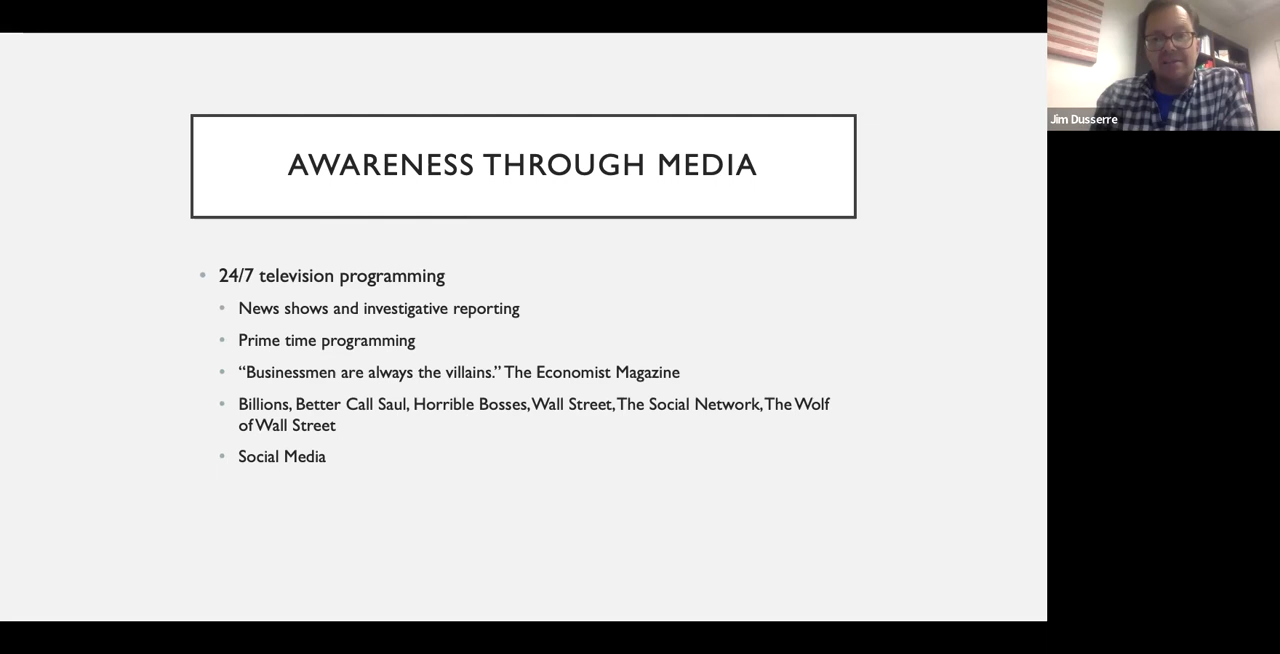 AWARENESS THROUGH MEDIA
Jim Dusserre
• 24/7 television programming
• News shows and investigative reporting
• Prime time programming
• “Businessmen are always the villains.” The Economist Magazine
• Billions, Better Call Saul, Horrible Bosses, Wall Street, The Social Network, The Wolf
of Wall Street
• Social Media